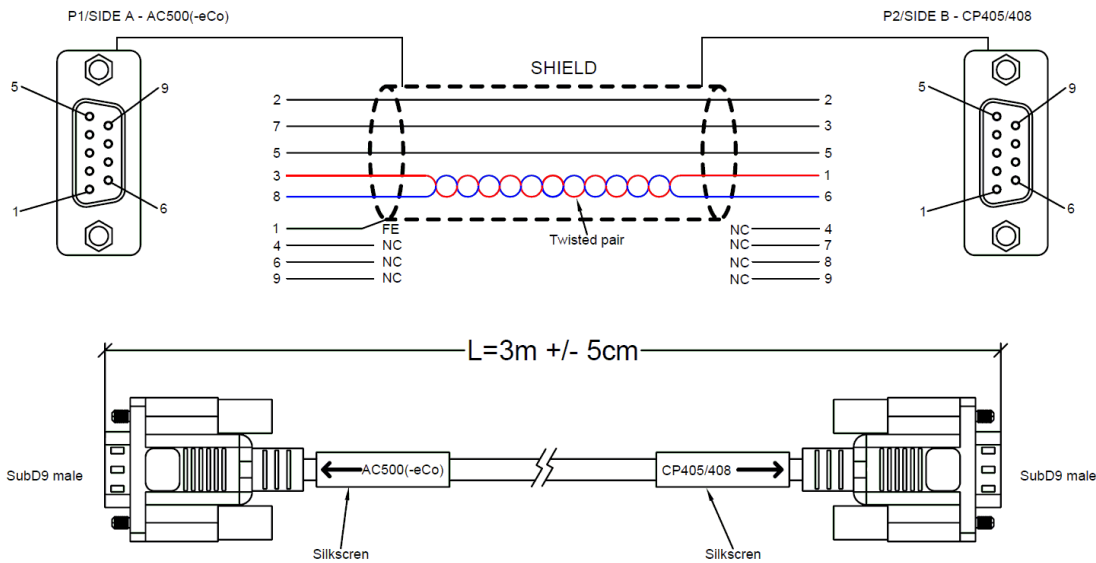 P1/SIDE A - AC500(-eCo)
P2/SIDE B - CP405/408
SHIELD
5
9
1
6
2
2
7
3
5
5
3
1
8
6
1
FE
4
NC
6
NC
9
NC
NC
4
NC
7
NC
8
NC
9
Twisted pair
5
9
1
6
L=3m +/- 5cm
SubD9 male
AC500(-eCo)
CP405/408
SubD9 male
Silkscren
Silkscren